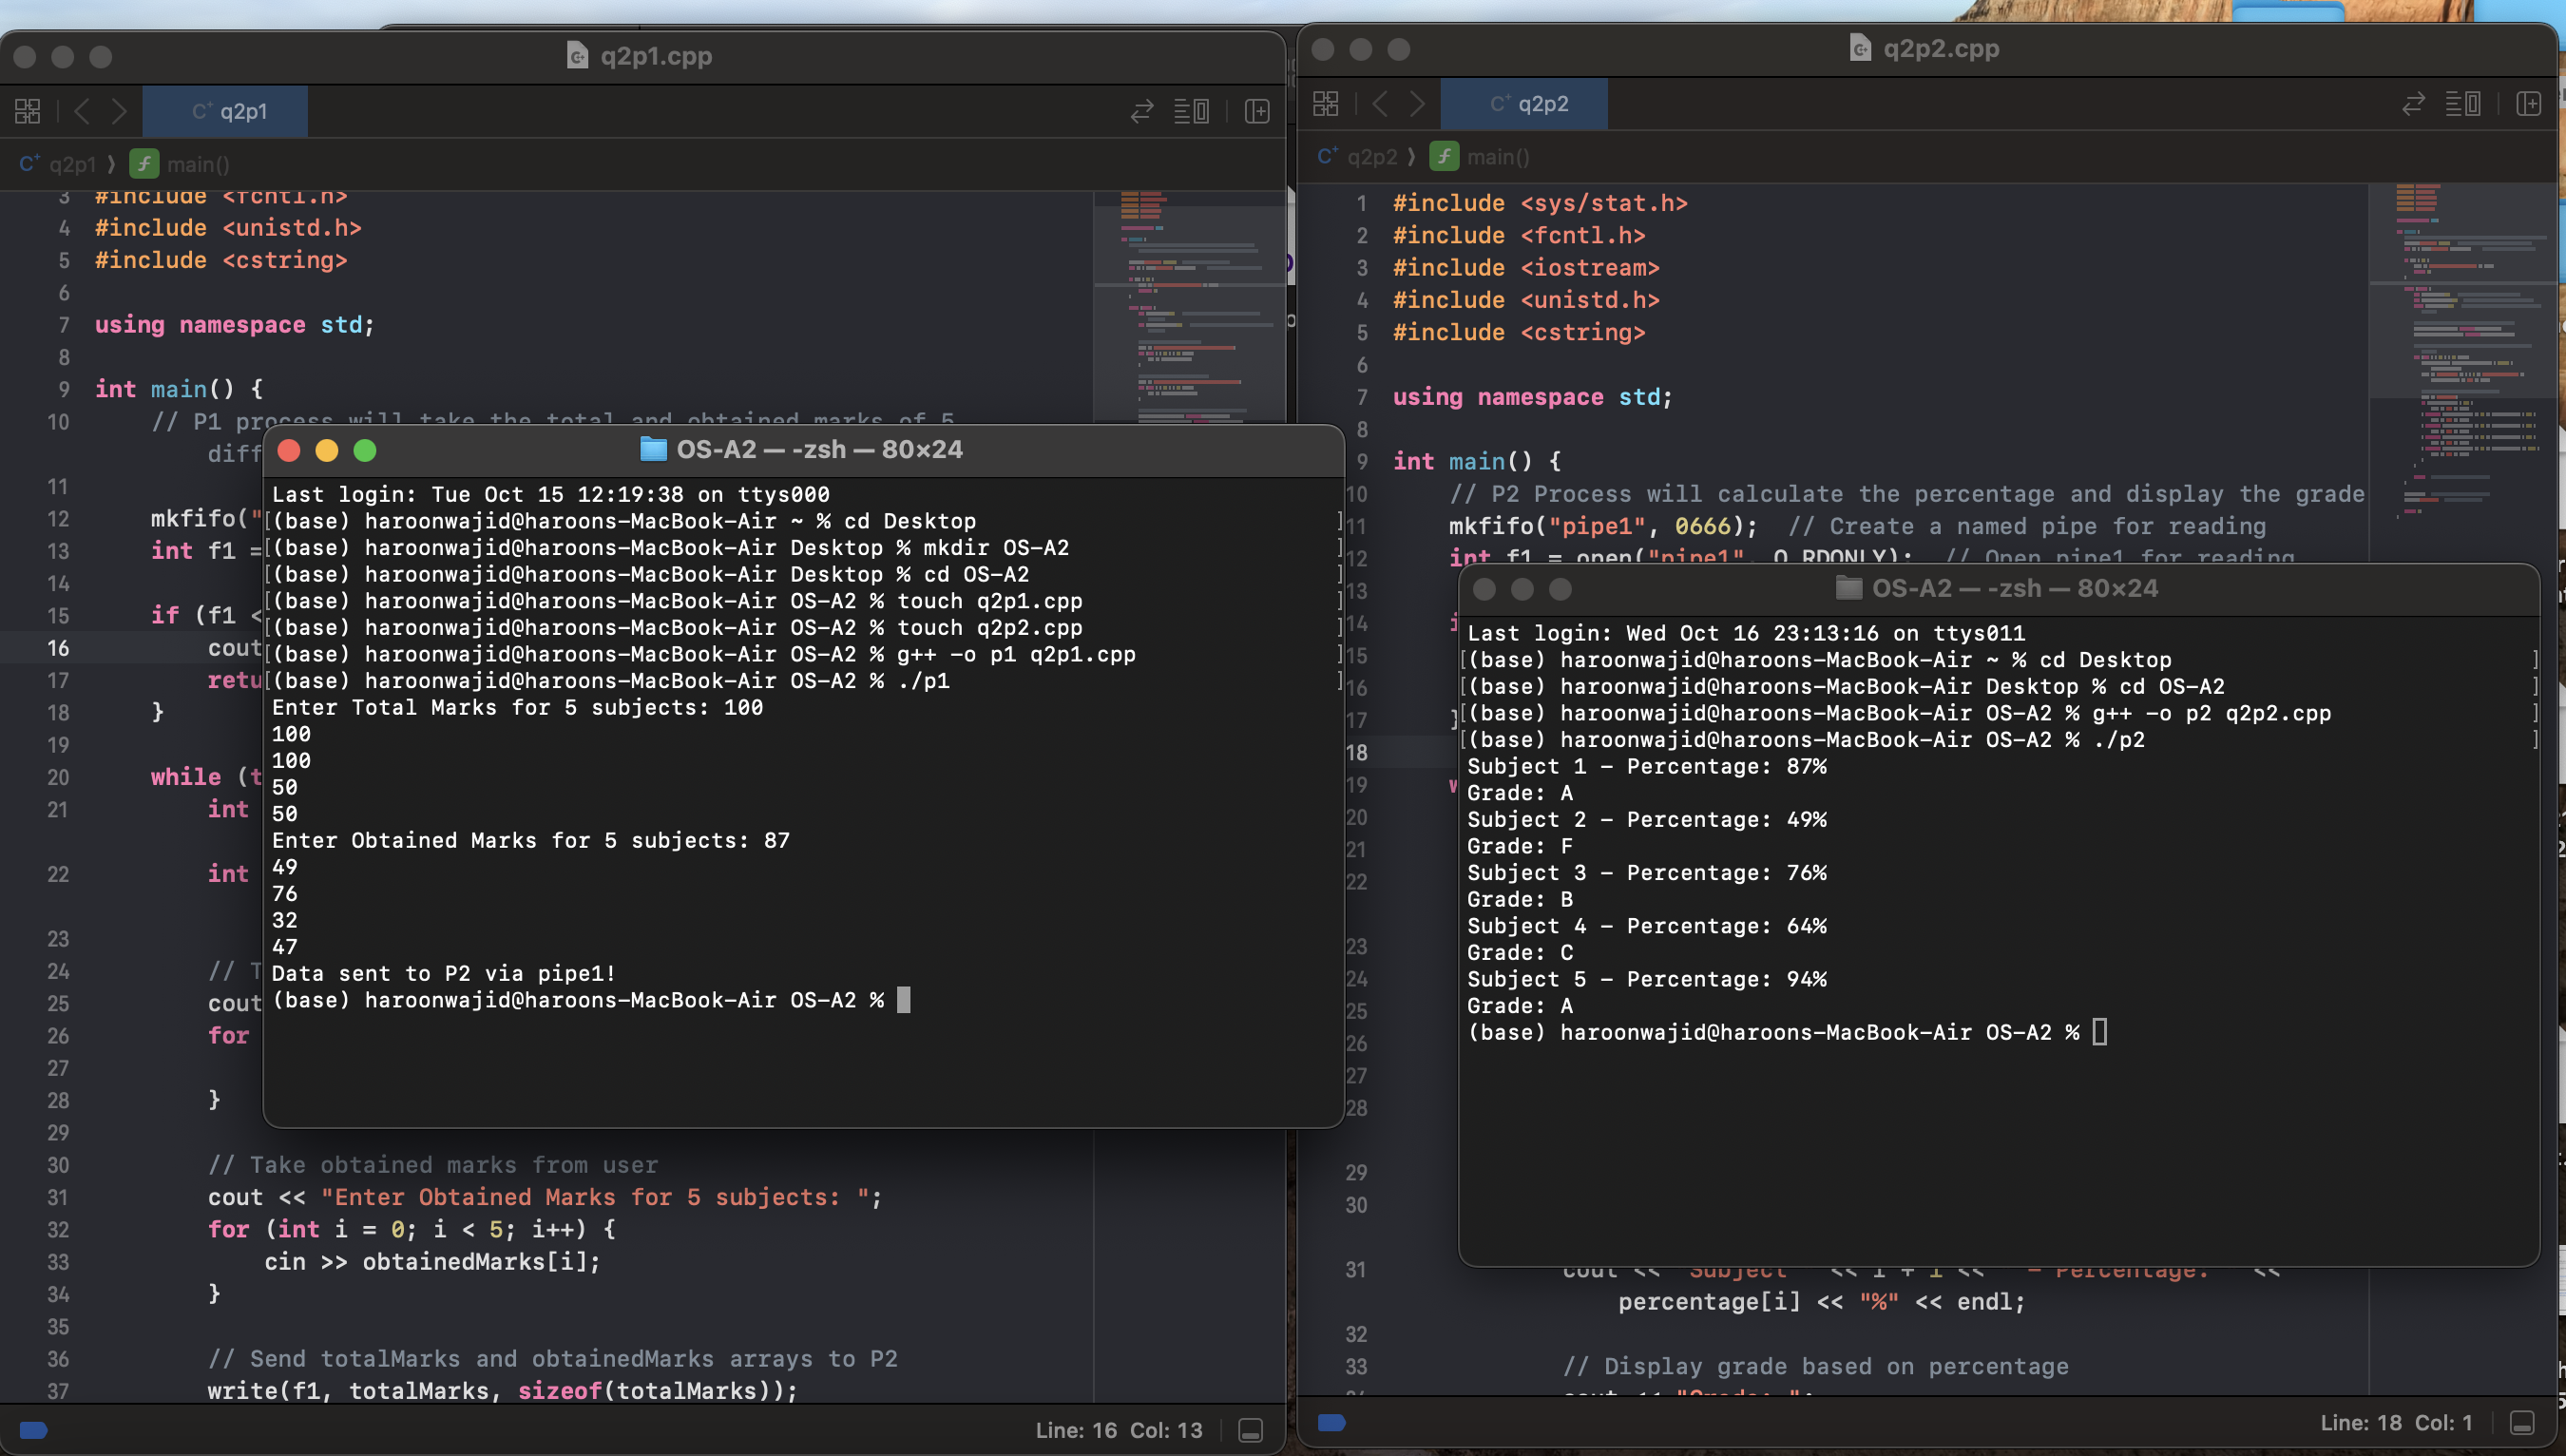 q2p1.cpp
q2p1
q2p1 ⟩ main()
3 #include <fcntl.h>
4 #include <unistd.h>
5 #include <cstring>
6
7 using namespace std;
8
9 int main() {
10 // P1 process will take the total and obtained marks of 5
diff
11
12 mkfifo("
13 int f1 =
14
15 if (f1 <
16 cout
17 retu
18 }
19
20 while (t
21 int
22 int
23
24 // T
25 cout
26 for
27
28 }
29
30 // Take obtained marks from user
31 cout << "Enter Obtained Marks for 5 subjects: ";
32 for (int i = 0; i < 5; i++) {
33 cin >> obtainedMarks[i];
34 }
35
36 // Send totalMarks and obtainedMarks arrays to P2
37 write(f1, totalMarks, sizeof(totalMarks));
Line: 16 Col: 13
OS-A2 — -zsh — 80×24
Last login: Tue Oct 15 12:19:38 on ttys000
[(base) haroonwajid@haroons-MacBook-Air ~ % cd Desktop ]
[(base) haroonwajid@haroons-MacBook-Air Desktop % mkdir OS-A2 ]
[(base) haroonwajid@haroons-MacBook-Air Desktop % cd OS-A2 ]
[(base) haroonwajid@haroons-MacBook-Air OS-A2 % touch q2p1.cpp ]
[(base) haroonwajid@haroons-MacBook-Air OS-A2 % touch q2p2.cpp ]
[(base) haroonwajid@haroons-MacBook-Air OS-A2 % g++ -o p1 q2p1.cpp ]
[(base) haroonwajid@haroons-MacBook-Air OS-A2 % ./p1 ]
Enter Total Marks for 5 subjects: 100
100
100
50
50
Enter Obtained Marks for 5 subjects: 87
49
76
32
47
Data sent to P2 via pipe1!
(base) haroonwajid@haroons-MacBook-Air OS-A2 %
q2p2.cpp
q2p2
q2p2 ⟩ main()
1 #include <sys/stat.h>
2 #include <fcntl.h>
3 #include <iostream>
4 #include <unistd.h>
5 #include <cstring>
6
7 using namespace std;
8
9 int main() {
10 // P2 Process will calculate the percentage and display the grade
11 mkfifo("pipe1", 0666); // Create a named pipe for reading
12 int f1 = open("pipe1", O_RDONLY); // Open pipe1 for reading
13
14 i
15
16
17 }
18
19 w
20
21
22
23
24
25
26
27
28
29
30
31 cout << "Subject " << i + 1 << " - Percentage: " <<
percentage[i] << "%" << endl;
32
33 // Display grade based on percentage
34 cout << "Grade: ";
Line: 18 Col: 1
OS-A2 — -zsh — 80×24
Last login: Wed Oct 16 23:13:16 on ttys011
[(base) haroonwajid@haroons-MacBook-Air ~ % cd Desktop ]
[(base) haroonwajid@haroons-MacBook-Air Desktop % cd OS-A2 ]
[(base) haroonwajid@haroons-MacBook-Air OS-A2 % g++ -o p2 q2p2.cpp ]
[(base) haroonwajid@haroons-MacBook-Air OS-A2 % ./p2 ]
Subject 1 - Percentage: 87%
Grade: A
Subject 2 - Percentage: 49%
Grade: F
Subject 3 - Percentage: 76%
Grade: B
Subject 4 - Percentage: 64%
Grade: C
Subject 5 - Percentage: 94%
Grade: A
(base) haroonwajid@haroons-MacBook-Air OS-A2 %